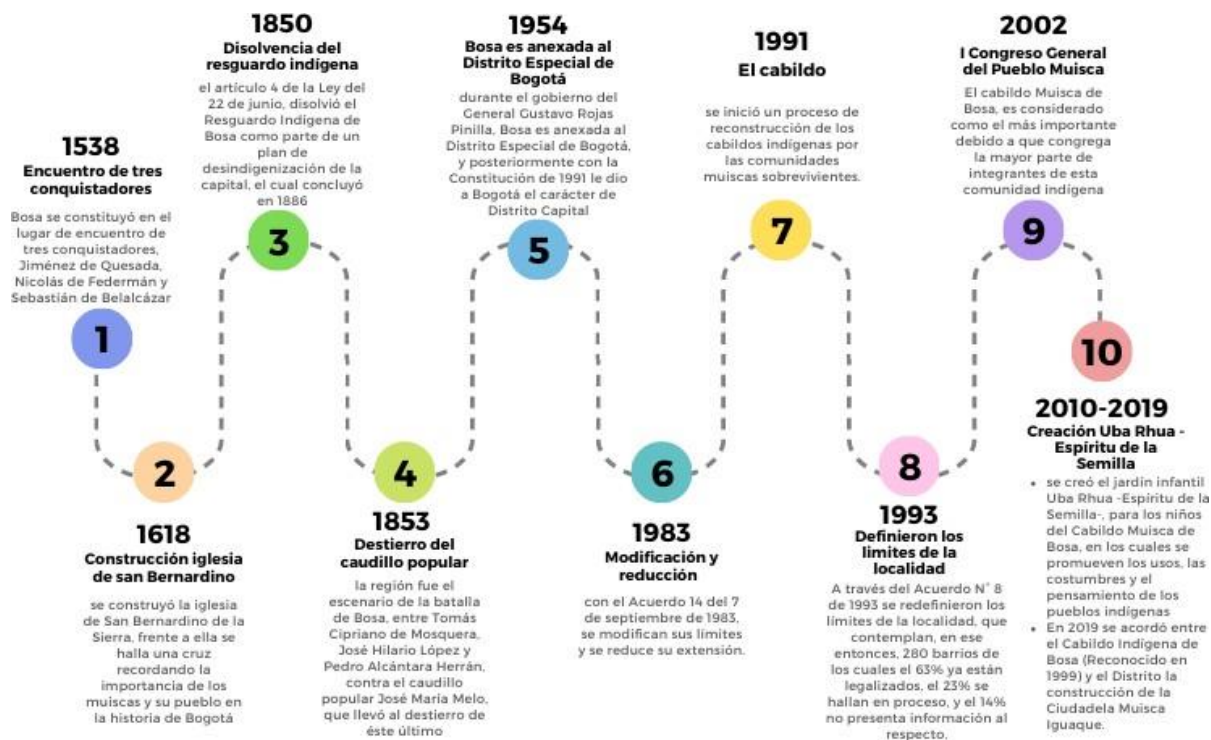 1538
Encuentro de tres
conquistadores
Bosa se constituyó en el
lugar de encuentro de
tres conquistadores,
Jiménez de Quesada,
Nicolás de Federmán y
Sebastián de Belalcázar
1
2
1618
Construcción iglesia
de san Bernardino
se construyó la iglesia
de San Bernardino de la
Sierra, frente a ella se
halla una cruz
recordando la
importancia de los
muiscas y su pueblo en
la historia de Bogotá
1850
Disolvencia del
resguardo indígena
el artículo 4 de la Ley del
22 de junio, disolvió el
Resguardo Indígena de
Bosa como parte de un
plan de
desindigenización de la
capital, el cual concluyó
en 1886
3
4
1853
Destierro del
caudillo popular
la región fue el
escenario de la batalla
de Bosa, entre Tomás
Cipriano de Mosquera,
José Hilario López y
Pedro Alcántara Herrán,
contra el caudillo
popular José María Melo,
que llevó al destierro de
éste último
1954
Bosa es anexada al
Distrito Especial de
Bogotá
durante el gobierno del
General Gustavo Rojas
Pinilla, Bosa es anexada al
Distrito Especial de Bogotá,
y posteriormente con la
Constitución de 1991 le dio
a Bogotá el carácter de
Distrito Capital
5
6
1983
Modificación y
reducción
con el Acuerdo 14 del 7
de septiembre de 1983,
se modifican sus límites
y se reduce su extensión.
1991
El cabildo
se inició un proceso de
reconstrucción de los
cabildos indígenas por
las comunidades
muiscas sobrevivientes.
7
8
1993
Definieron los
limites de la
localidad
A través del Acuerdo N° 8
de 1993 se redefinieron los
límites de la localidad, que
contemplan, en ese
entonces, 280 barrios de
los cuales el 63% ya están
legalizados, el 23% se
hallan en proceso, y el 14%
no presenta información al
respecto.
2002
I Congreso General
del Pueblo Muisca
El cabildo Muisca de
Bosa, es considerado
como el más importante
debido a que congrega
la mayor parte de
integrantes de esta
comunidad indígena
9
10
2010-2019
Creación Uba Rhua -
Espíritu de la
Semilla
• se creó el jardín infantil
Uba Rhua -Espíritu de la
Semilla-, para los niños
del Cabildo Muisca de
Bosa, en los cuales se
promueven los usos, las
costumbres y el
pensamiento de los
pueblos indígenas
• En 2019 se acordó entre
el Cabildo Indígena de
Bosa (Reconocido en
1999) y el Distrito la
construcción de la
Ciudadela Muisca
Iguaque.